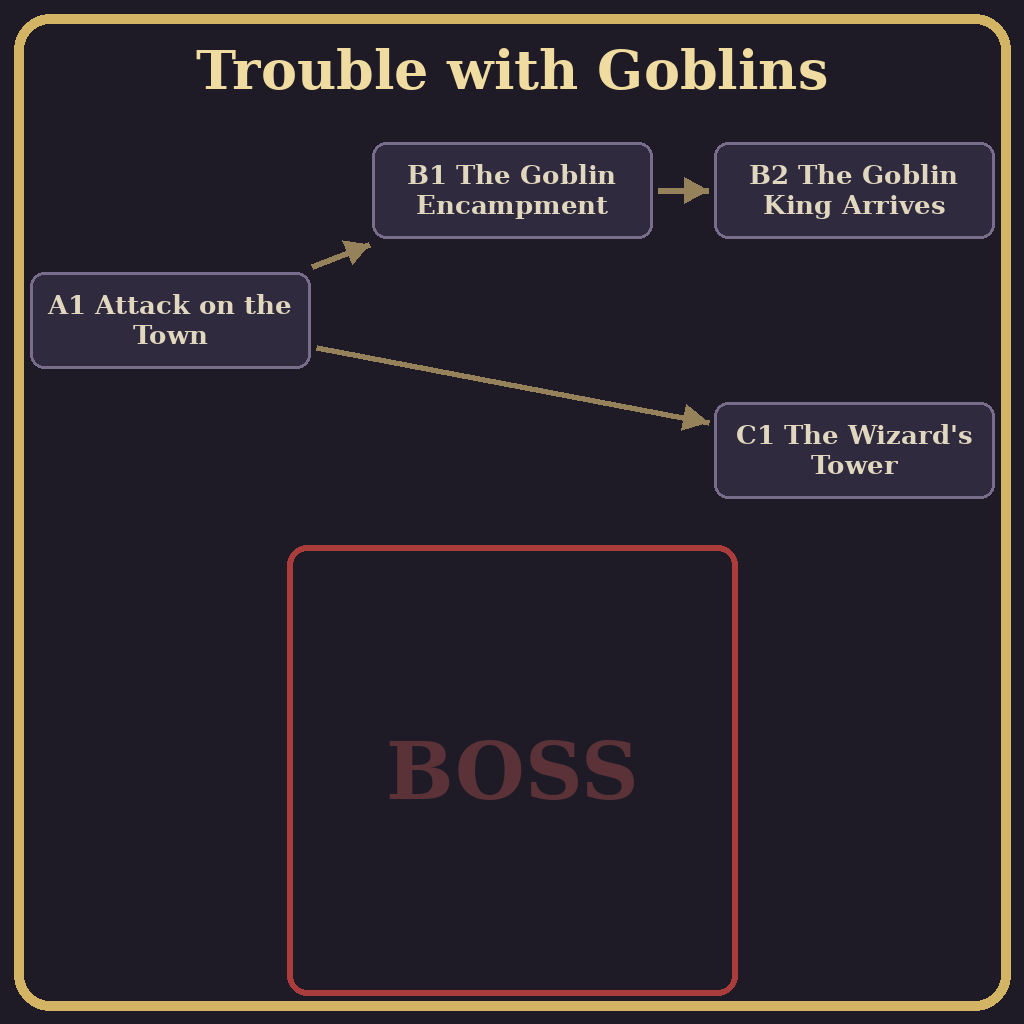 Trouble with Goblins
B1 The Goblin
Encampment
B2 The Goblin
King Arrives
A1 Attack on the
Town
C1 The Wizard's
Tower
BOSS